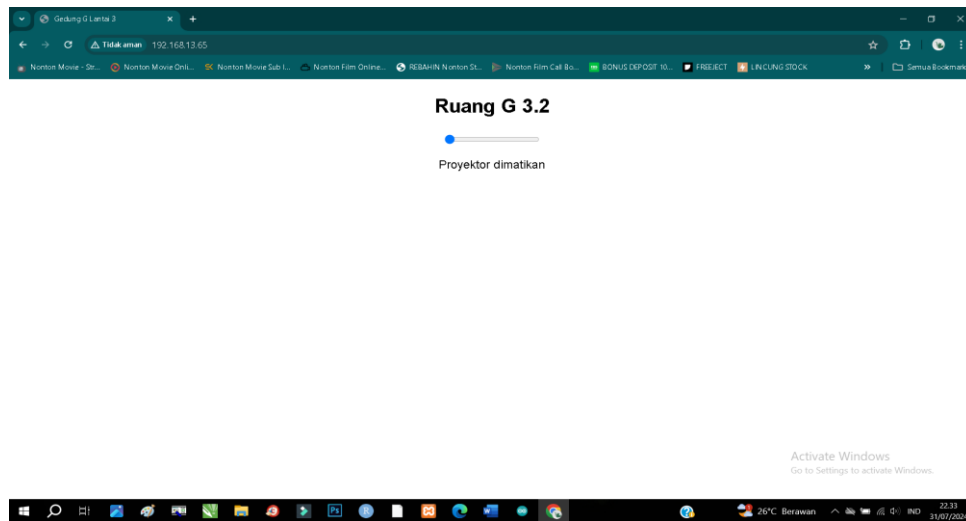 Gedung G Lantai 3
Tidak aman 192.168.13.65
Nonton Movie - Str... Nonton Movie Onli... Nonton Movie Sub I... Nonton Film Online... REBAHIN Nonton St... Nonton Film Call Bo... BONUS DEPOSIT 10... FREEJECT LINCUNG STOCK » Semua Bookmark
Ruang G 3.2
Proyektor dimatikan
Activate Windows
Go to Settings to activate Windows.
Ps R 26°C Berawan IND 22.33
31/07/2024